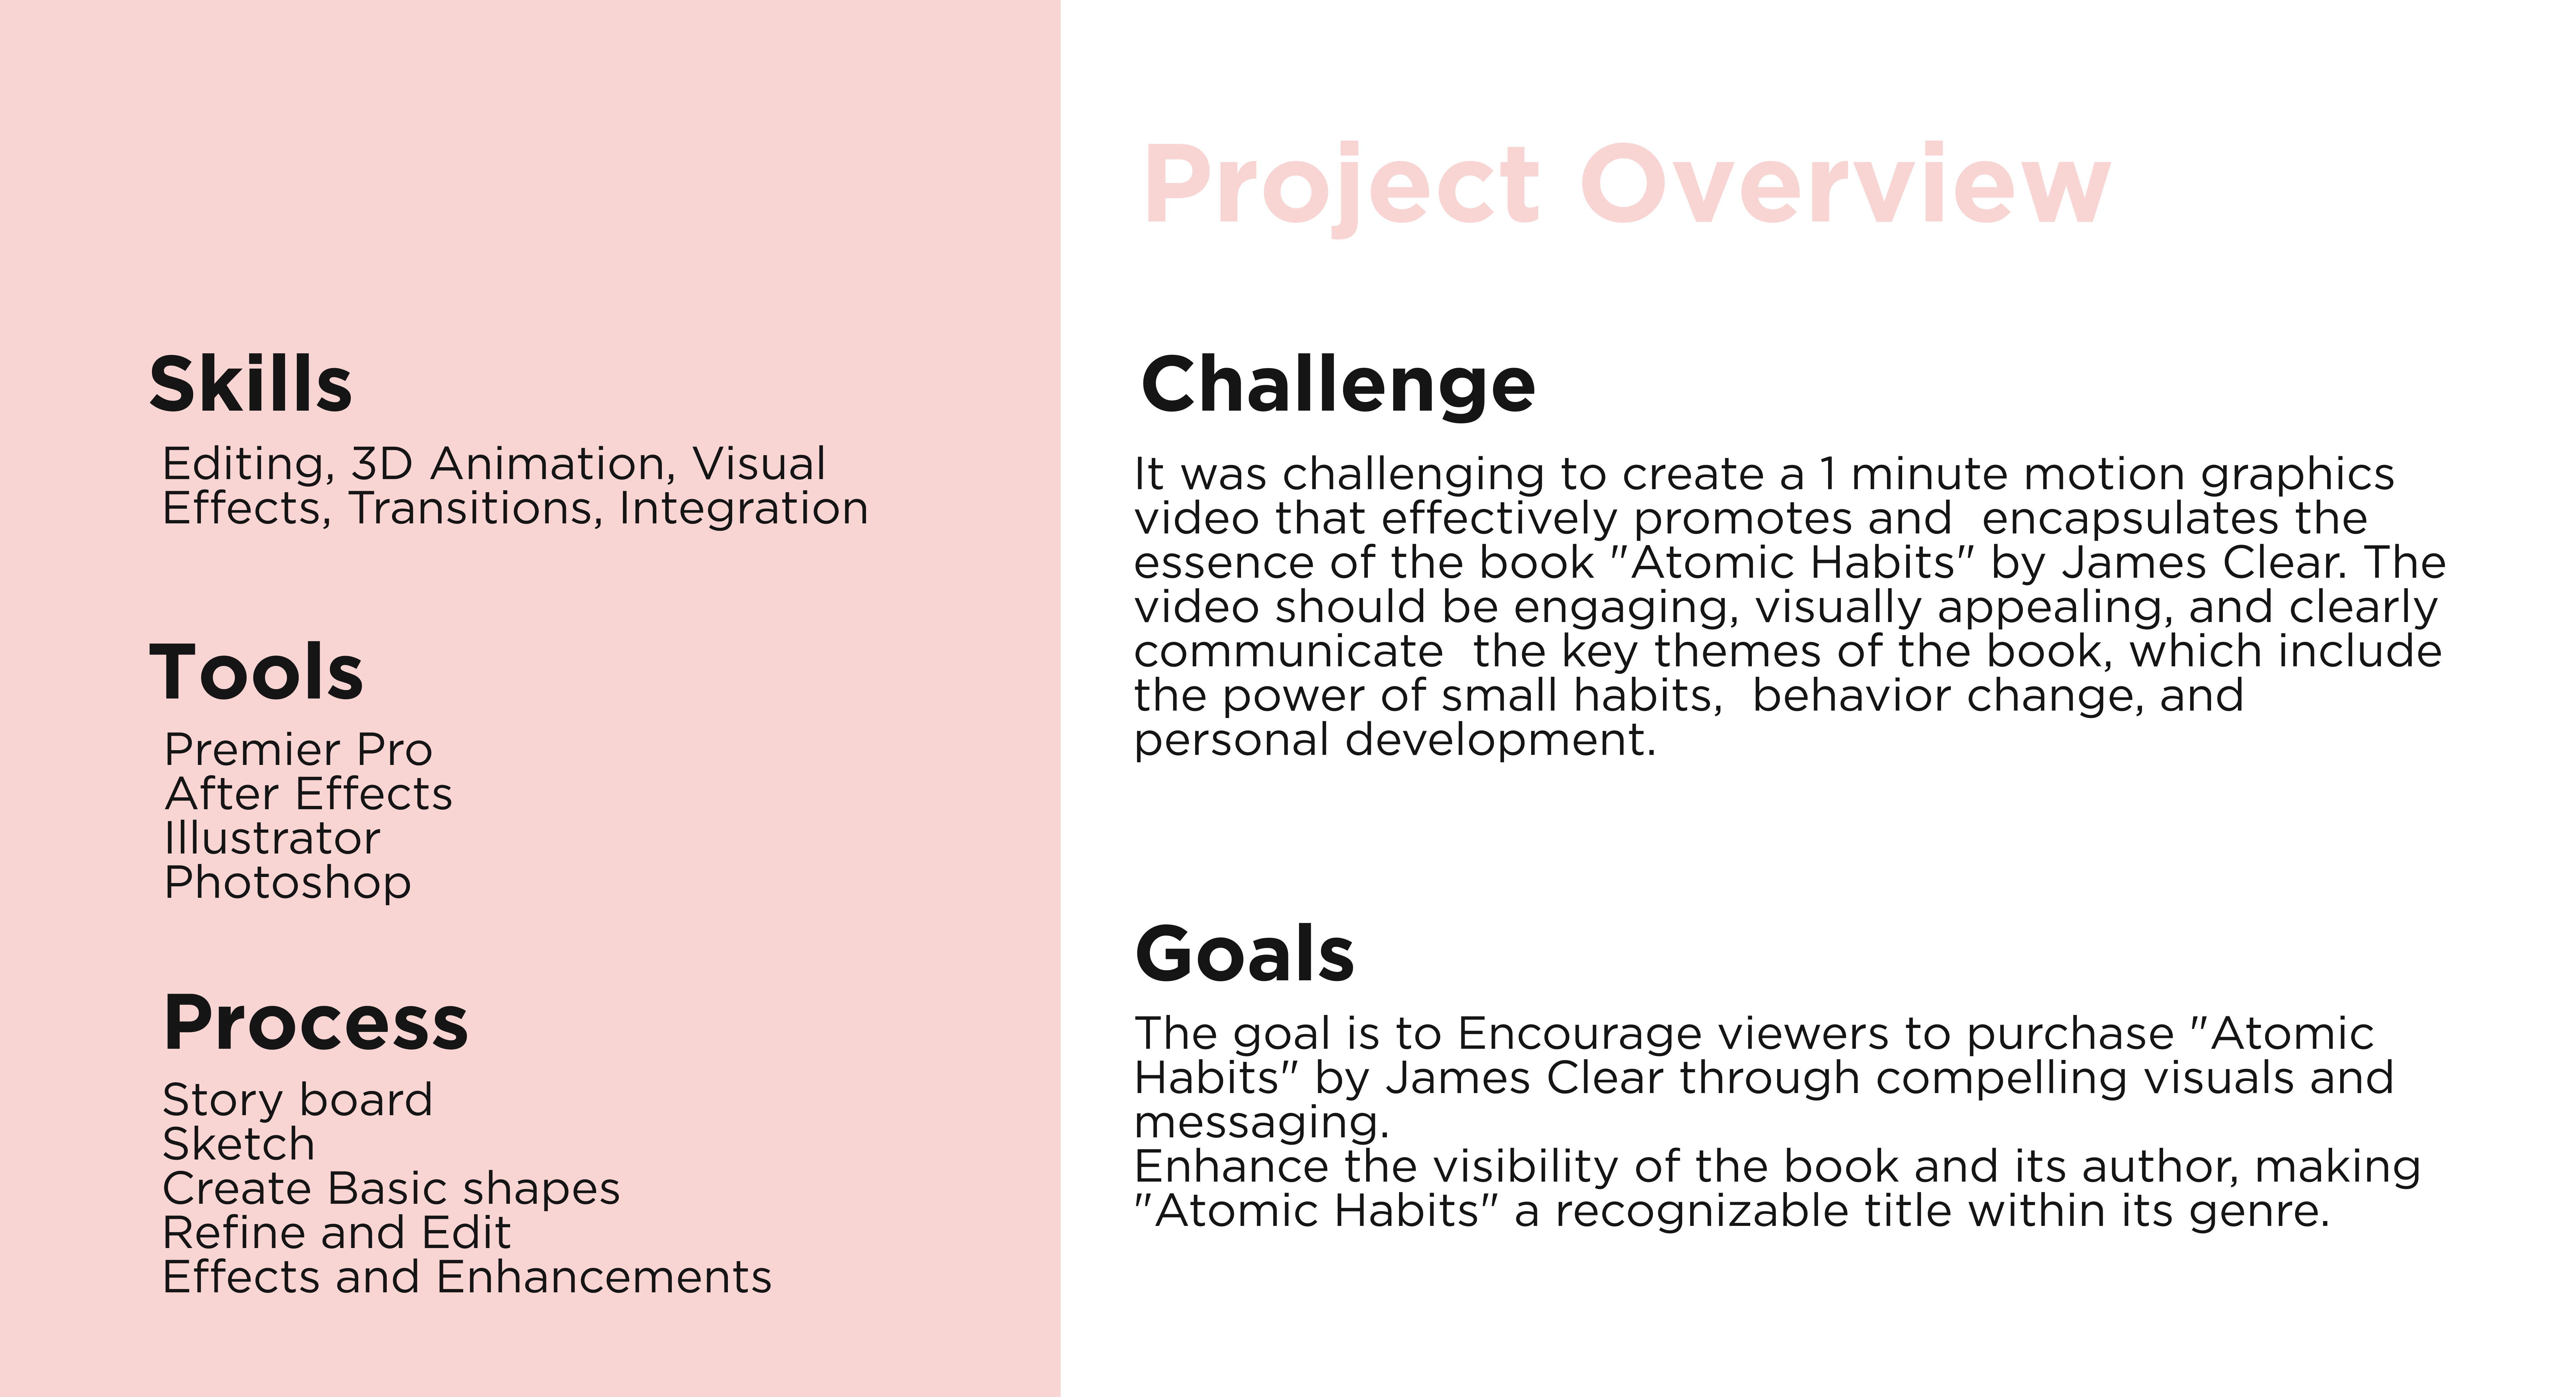 Project Overview
Skills
Editing, 3D Animation, Visual
Effects, Transitions, Integration
Tools
Premier Pro
After Effects
Illustrator
Photoshop
Process
Story board
Sketch
Create Basic shapes
Refine and Edit
Effects and Enhancements
Challenge
It was challenging to create a 1 minute motion graphics
video that effectively promotes and  encapsulates the
essence of the book "Atomic Habits" by James Clear. The
video should be engaging, visually appealing, and clearly
communicate  the key themes of the book, which include
the power of small habits,  behavior change, and
personal development.
Goals
The goal is to Encourage viewers to purchase "Atomic
Habits" by James Clear through compelling visuals and
messaging.
Enhance the visibility of the book and its author, making
"Atomic Habits" a recognizable title within its genre.